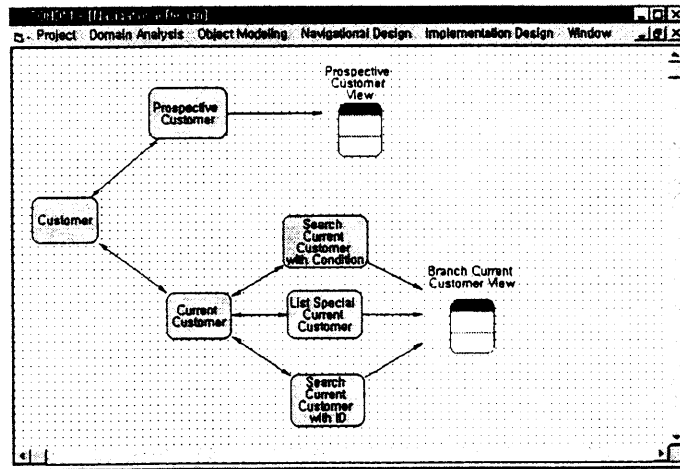 Project Domain Analysis Object Modeling Navigational Design Implementation Design Window
Prospective
Customer
View
Prospective
Customer
Customer
Search
Current
Customer
with Condition
Branch Current
Customer View
Current
Customer
List Special
Current
Customer
Search
Current
Customer
with ID